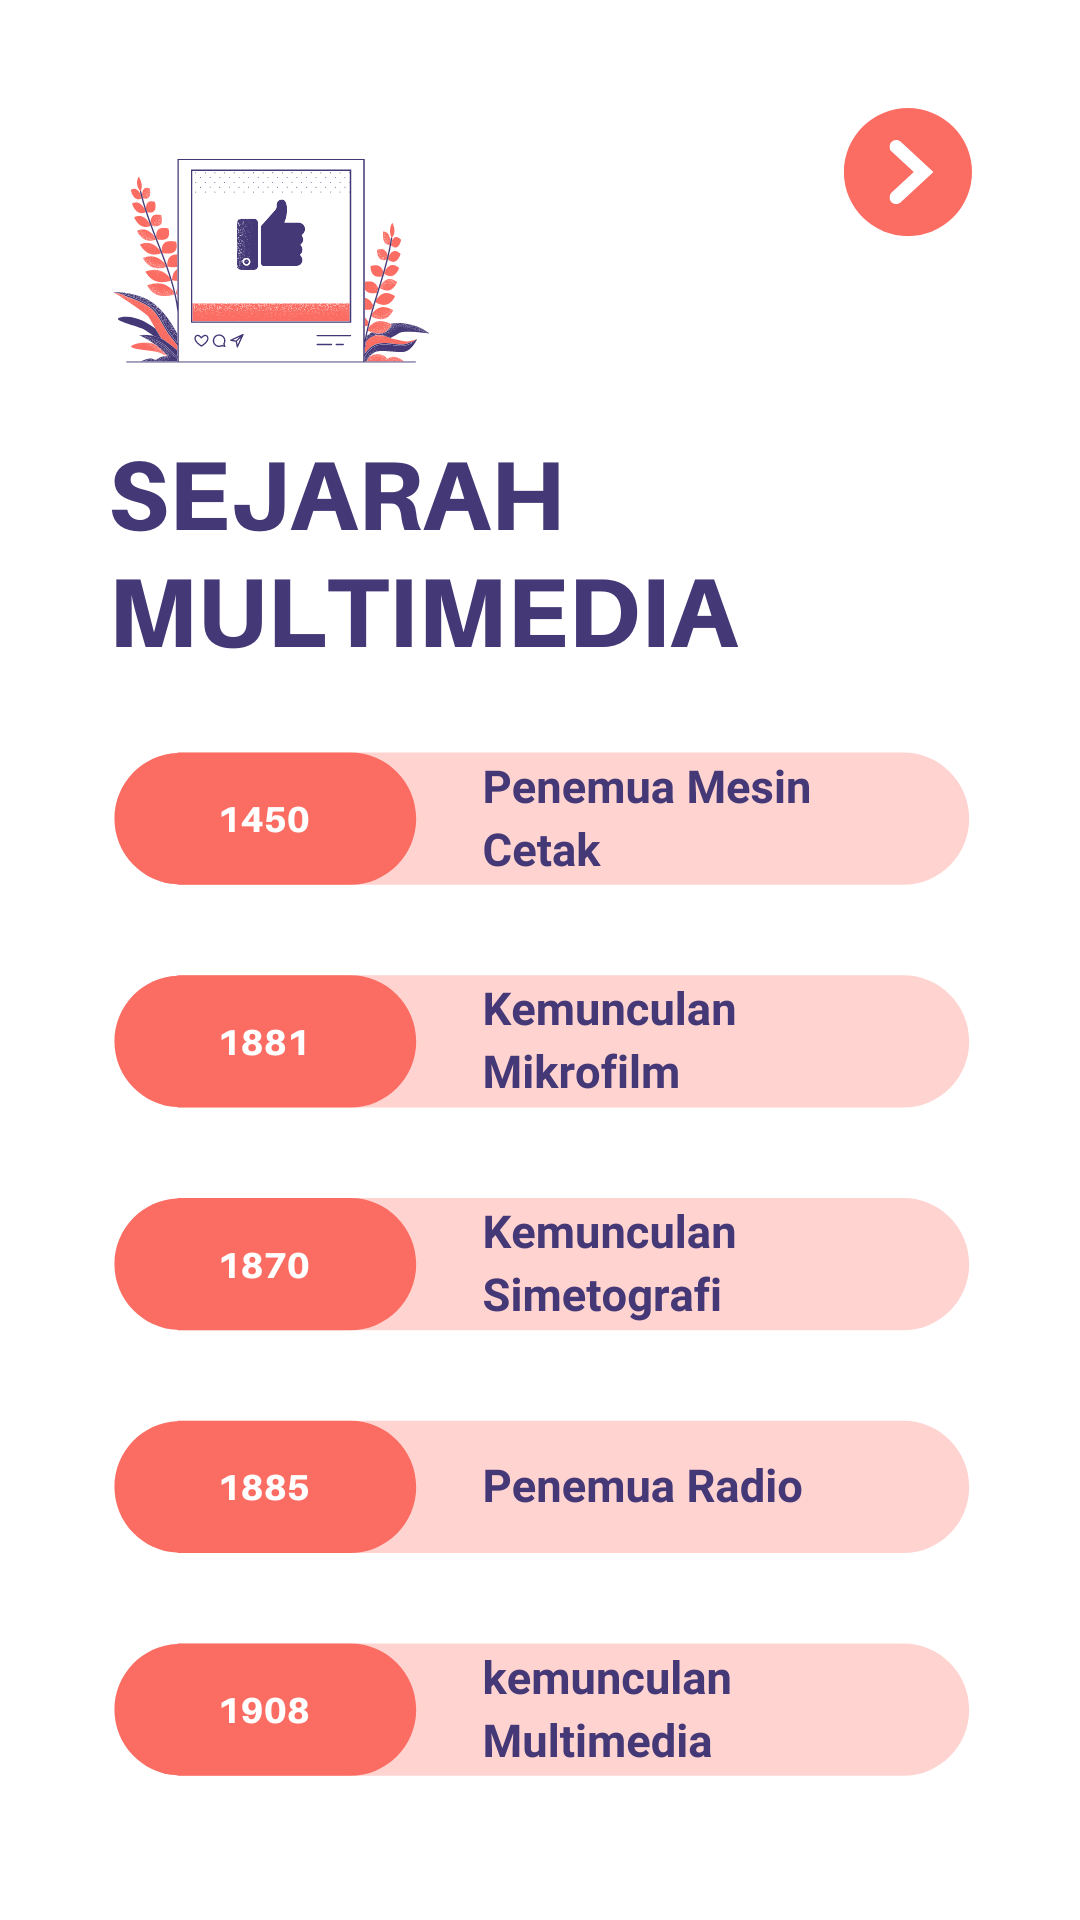 SEJARAH
MULTIMEDIA
1450
Penemua Mesin
Cetak
1881
Kemunculan
Mikrofilm
1870
Kemunculan
Simetografi
1885
Penemua Radio
1908
kemunculan
Multimedia